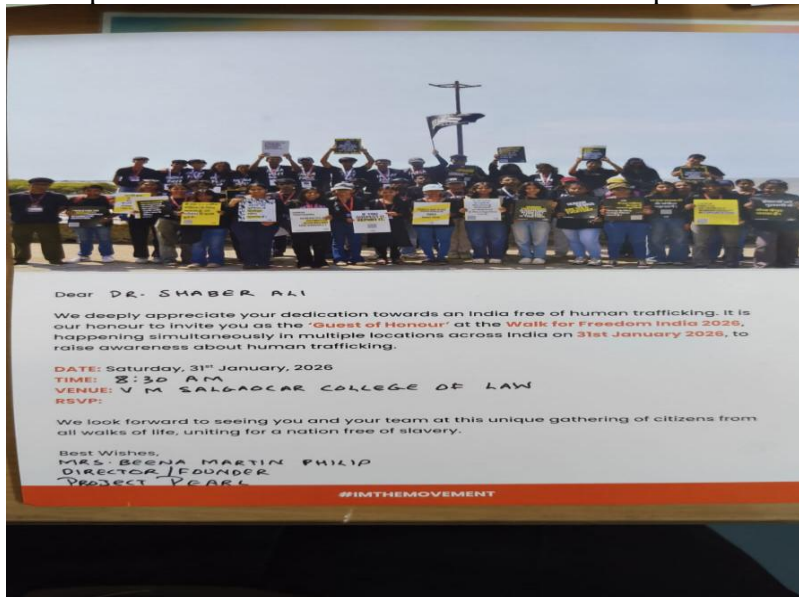 Dear DR. SHABER ALI
We deeply appreciate your dedication towards an India free of human trafficking. It is
our honour to invite you as the 'Guest of Honour' at the Walk for Freedom India 2026,
happening simultaneously in multiple locations across India on 31st January 2026, to
raise awareness about human trafficking.
DATE: Saturday, 31st January, 2026
TIME: 8:30 AM
VENUE: V M SALGAOCAR COLLEGE OF LAW
RSVP:
We look forward to seeing you and your team at this unique gathering of citizens from
all walks of life, uniting for a nation free of slavery.
Best Wishes,
MRS. BEENA MARTIN PHILIP
DIRECTOR/FOUNDER
PROJECT PEARL
#IMTHEMOVEMENT